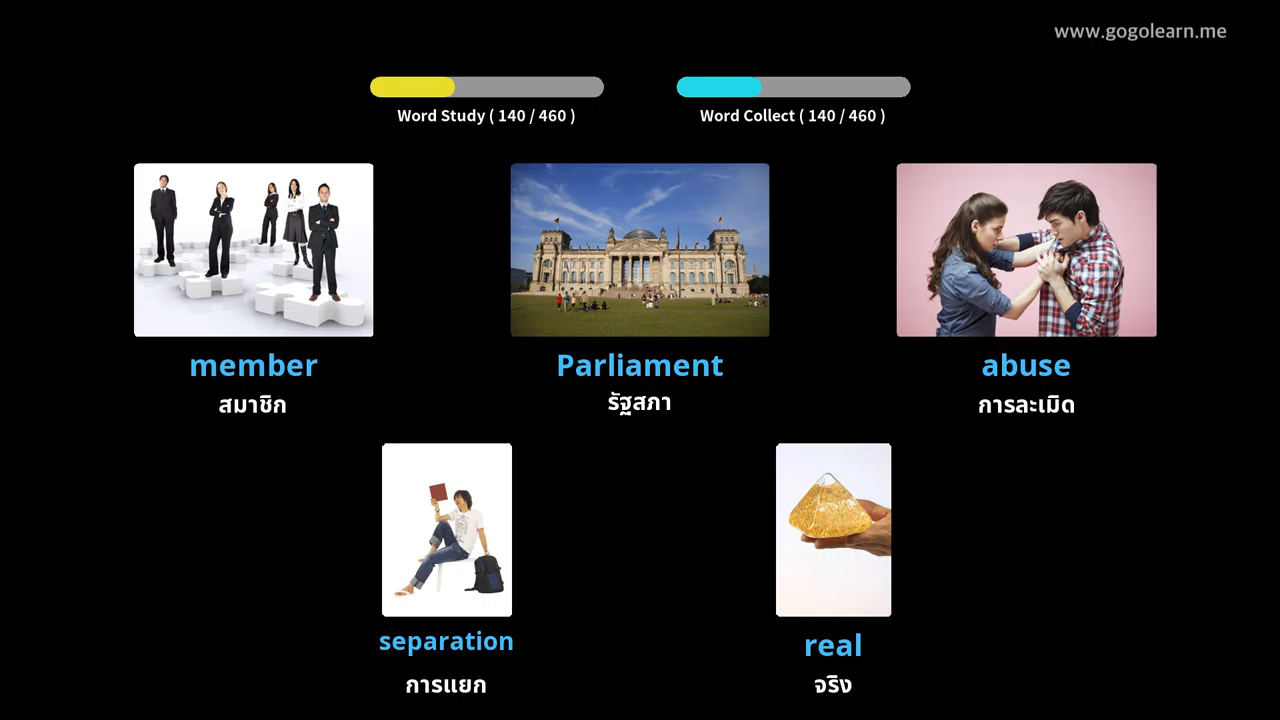 www.gogolearn.me
Word Study ( 140 / 460 )
Word Collect ( 140 / 460 )
member
สมาชิก
Parliament
รัฐสภา
abuse
การละเมิด
separation
การแยก
real
จริง